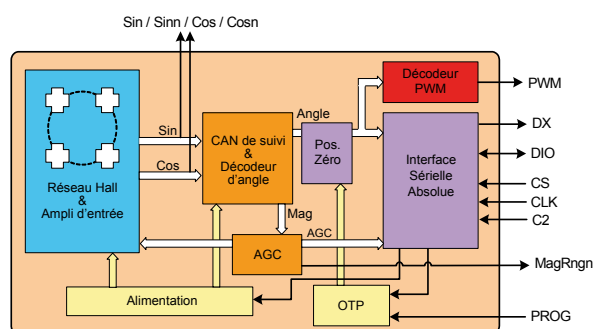 Sin / Sinn / Cos / Cosn
Décodeur
PWM
PWM
Angle
Sin
CAN de suivi
&
Décodeur
d'angle
Pos.
Zéro
Interface
Sérielle
Absolue
DX
DIO
CS
CLK
C2
Cos
Réseau Hall
&
Ampli d'entrée
Mag
AGC
AGC
MagRngn
Alimentation
OTP
PROG